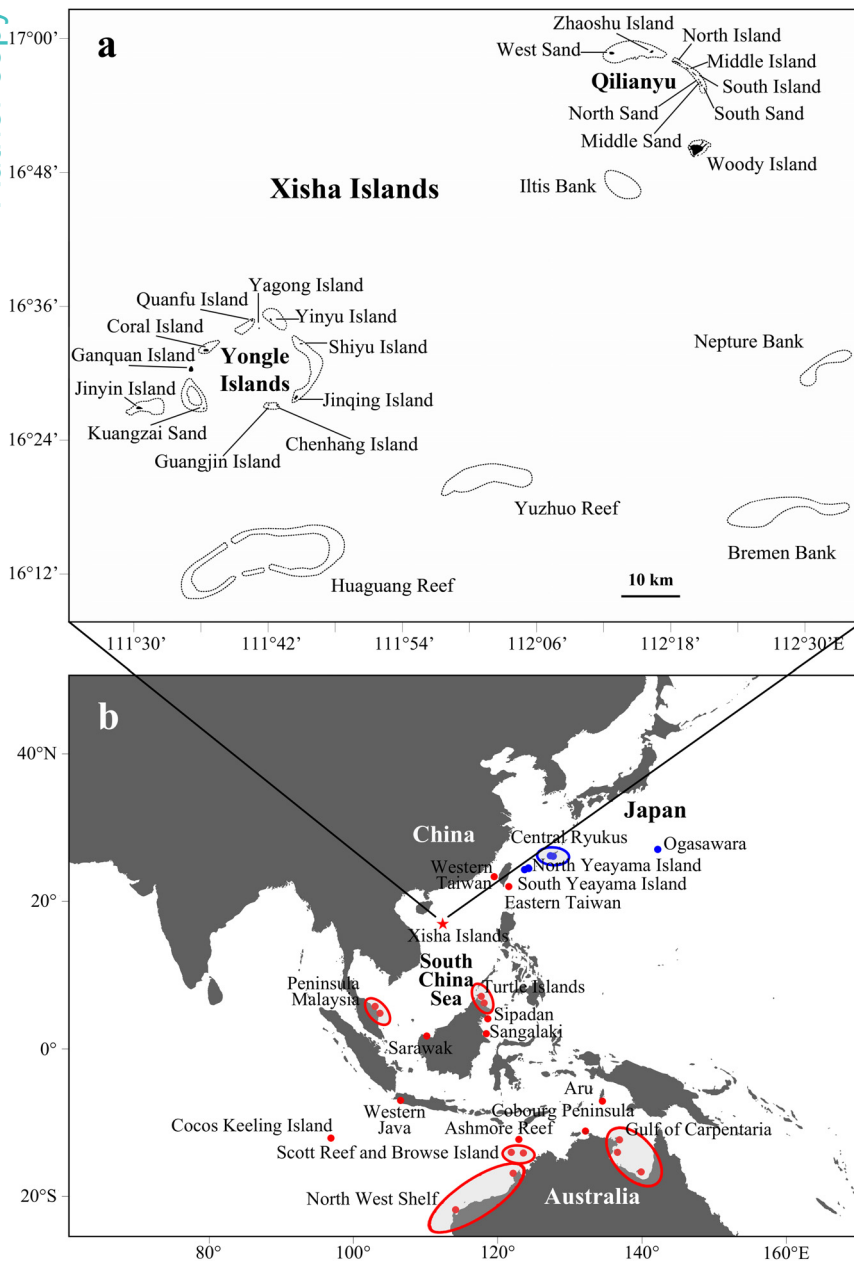 a
17°00’
16°48’
16°36’
16°24’
16°12’
Zhaoshu Island
North Island
West Sand
Middle Island
Qilianyu
South Island
North Sand
South Sand
Middle Sand
Woody Island
Iltis Bank
Xisha Islands
Yagong Island
Quanfu Island
Yinyu Island
Coral Island
Shiyu Island
Ganquan Island
Yongle
Islands
Jinyin Island
Jinqing Island
Kuangzai Sand
Chenhang Island
Guangjin Island
Nepture Bank
Yuzhuo Reef
Bremen Bank
Huaguang Reef
10 km
111°30’
111°42’
111°54’
112°06’
112°18’
112°30’E
b
40°N
20°
0°
20°S
China
Japan
Central Ryukus
Ogasawara
Western
Taiwan
North Yeayama Island
South Yeayama Island
Eastern Taiwan
Xisha Islands
South
China
Sea
Peninsula
Malaysia
Turtle Islands
Sipadan
Sangalaki
Sarawak
Aru
Western
Java
Cobourg Peninsula
Cocos Keeling Island
Ashmore Reef
Gulf of Carpentaria
Scott Reef and Browse Island
North West Shelf
Australia
80°
100°
120°
140°
160°E